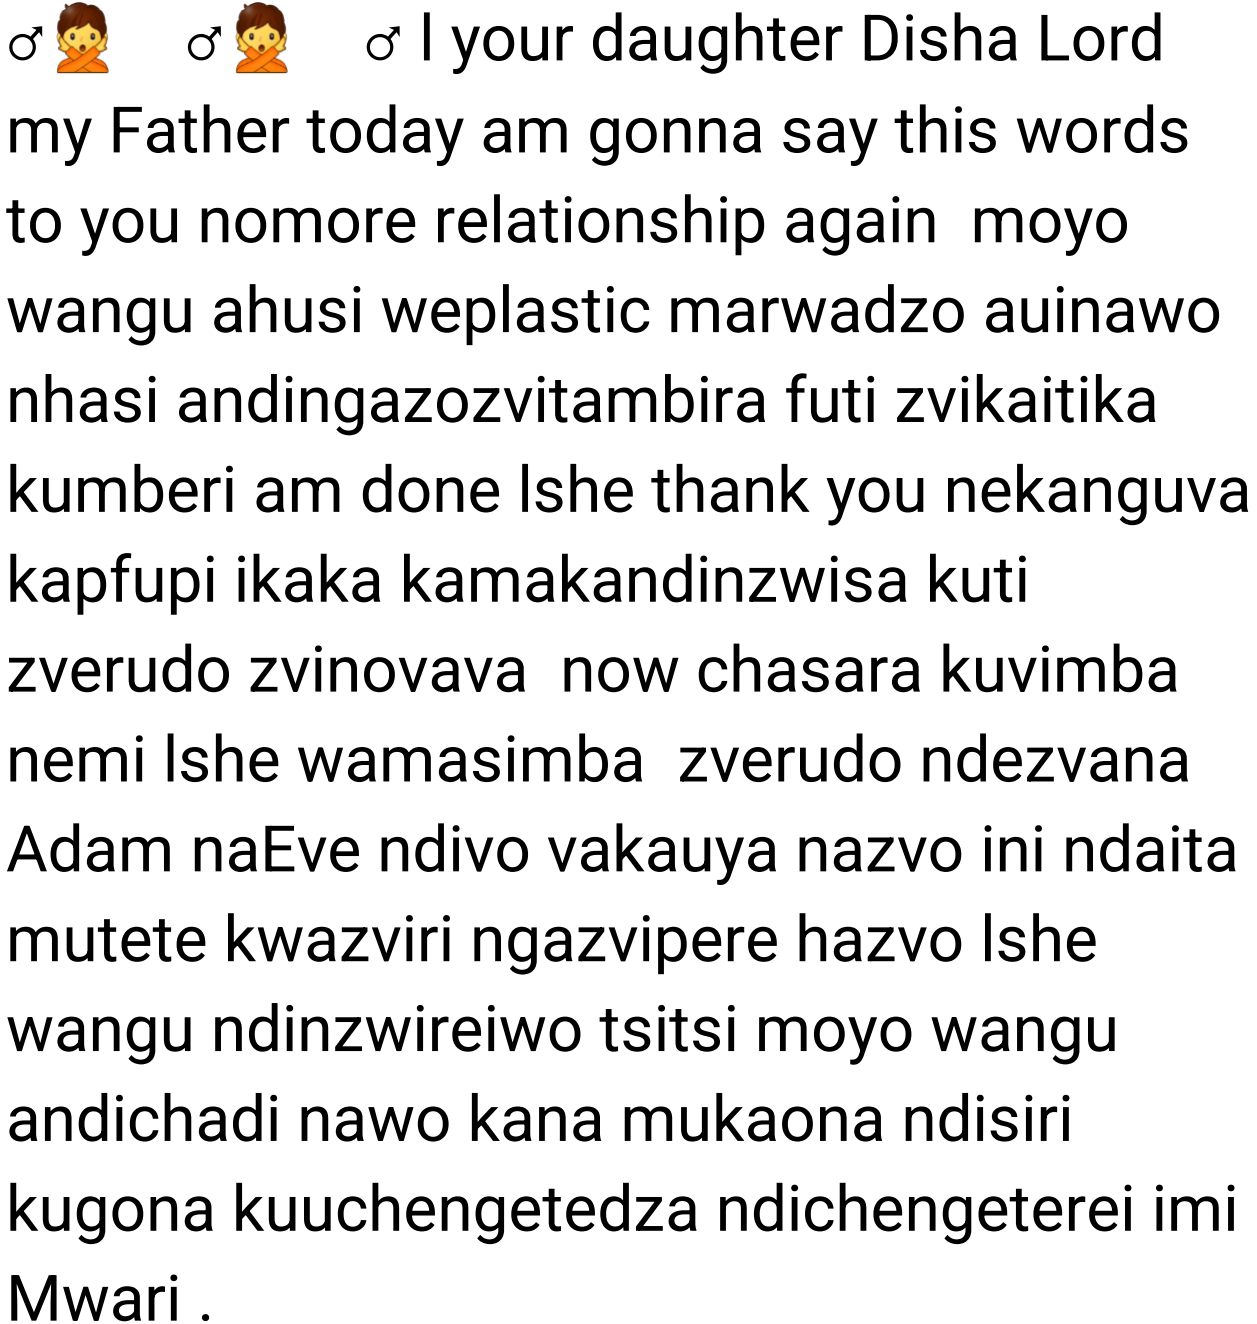 ♂🙅 ♂🙅 ♂ I your daughter Disha Lord
my Father today am gonna say this words
to you nomore relationship again moyo
wangu ahusi weplastic marwadzo auinawo
nhasi andingazozvitambira futi zvikaitika
kumberi am done Ishe thank you nekanguva
kapfupi ikaka kamakandinzwisa kuti
zverudo zvinovava now chasara kuvimba
nemi Ishe wamasimba zverudo ndezvana
Adam naEve ndivo vakauya nazvo ini ndaita
mutete kwazviri ngazvipere hazvo Ishe
wangu ndinzwireiwo tsitsi moyo wangu
andichadi nawo kana mukaona ndisiri
kugona kuuchengetedza ndichengeterei imi
Mwari .